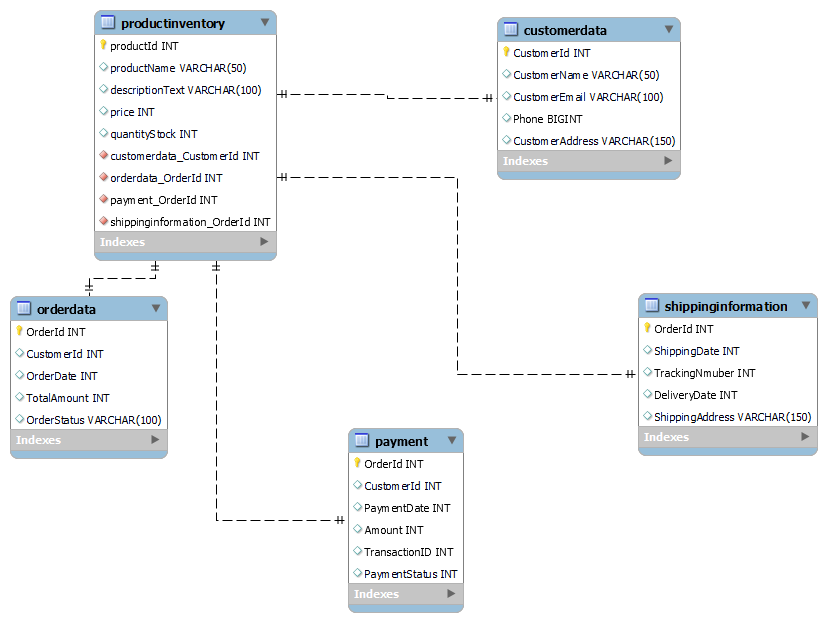 productinventory
productId INT
productName VARCHAR(50)
descriptionText VARCHAR(100)
price INT
quantityStock INT
customerdata_CustomerId INT
orderdata_OrderId INT
payment_OrderId INT
shippinginformation_OrderId INT
Indexes
customerdata
CustomerId INT
CustomerName VARCHAR(50)
CustomerEmail VARCHAR(100)
Phone BIGINT
CustomerAddress VARCHAR(150)
Indexes
orderdata
OrderId INT
CustomerId INT
OrderDate INT
TotalAmount INT
OrderStatus VARCHAR(100)
Indexes
shippinginformation
OrderId INT
ShippingDate INT
TrackingNmuber INT
DeliveryDate INT
ShippingAddress VARCHAR(150)
Indexes
payment
OrderId INT
CustomerId INT
PaymentDate INT
Amount INT
TransactionID INT
PaymentStatus INT
Indexes